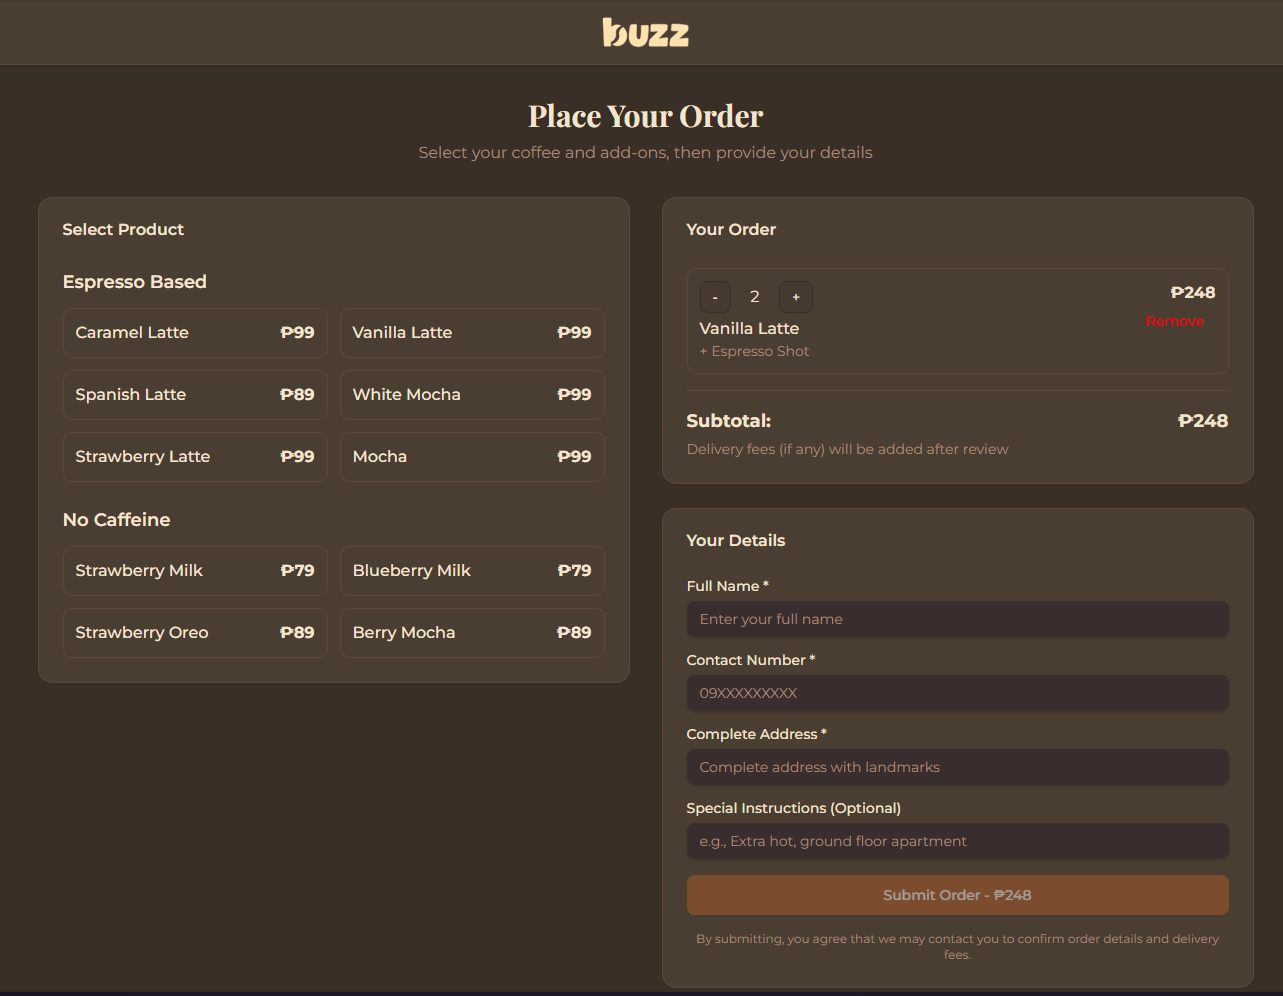 buzz
Place Your Order
Select your coffee and add-ons, then provide your details
Select Product
Espresso Based
Caramel Latte ₱99
Vanilla Latte ₱99
Spanish Latte ₱89
White Mocha ₱99
Strawberry Latte ₱99
Mocha ₱99
No Caffeine
Strawberry Milk ₱79
Blueberry Milk ₱79
Strawberry Oreo ₱89
Berry Mocha ₱89
Your Order
- 2 + ₱248
Remove
Vanilla Latte
+ Espresso Shot
Subtotal: ₱248
Delivery fees (if any) will be added after review
Your Details
Full Name *
Enter your full name
Contact Number *
09XXXXXXXXX
Complete Address *
Complete address with landmarks
Special Instructions (Optional)
e.g., Extra hot, ground floor apartment
Submit Order - ₱248
By submitting, you agree that we may contact you to confirm order details and delivery
fees.